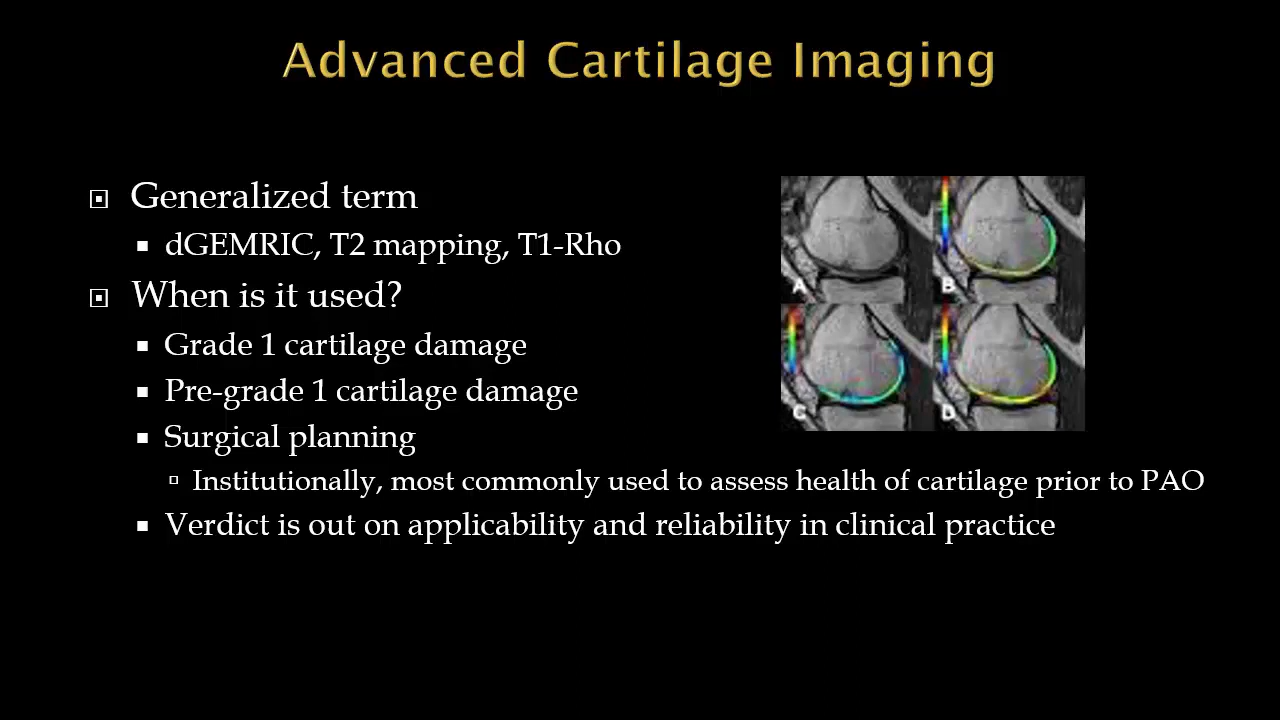 Advanced Cartilage Imaging
Generalized term
dGEMRIC, T2 mapping, T1-Rho
When is it used?
Grade 1 cartilage damage
Pre-grade 1 cartilage damage
Surgical planning
Institutionally, most commonly used to assess health of cartilage prior to PAO
Verdict is out on applicability and reliability in clinical practice
A
B
C
D